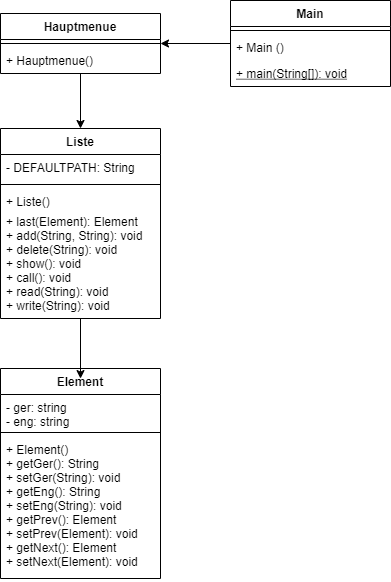 Hauptmenue
+ Hauptmenue()
Main
+ Main ()
+ main(String[]): void
Liste
- DEFAULTPATH: String
+ Liste()
+ last(Element): Element
+ add(String, String): void
+ delete(String): void
+ show(): void
+ call(): void
+ read(String): void
+ write(String): void
Element
- ger: string
- eng: string
+ Element()
+ getGer(): String
+ setGer(String): void
+ getEng(): String
+ setEng(String): void
+ getPrev(): Element
+ setPrev(Element): void
+ getNext(): Element
+ setNext(Element): void